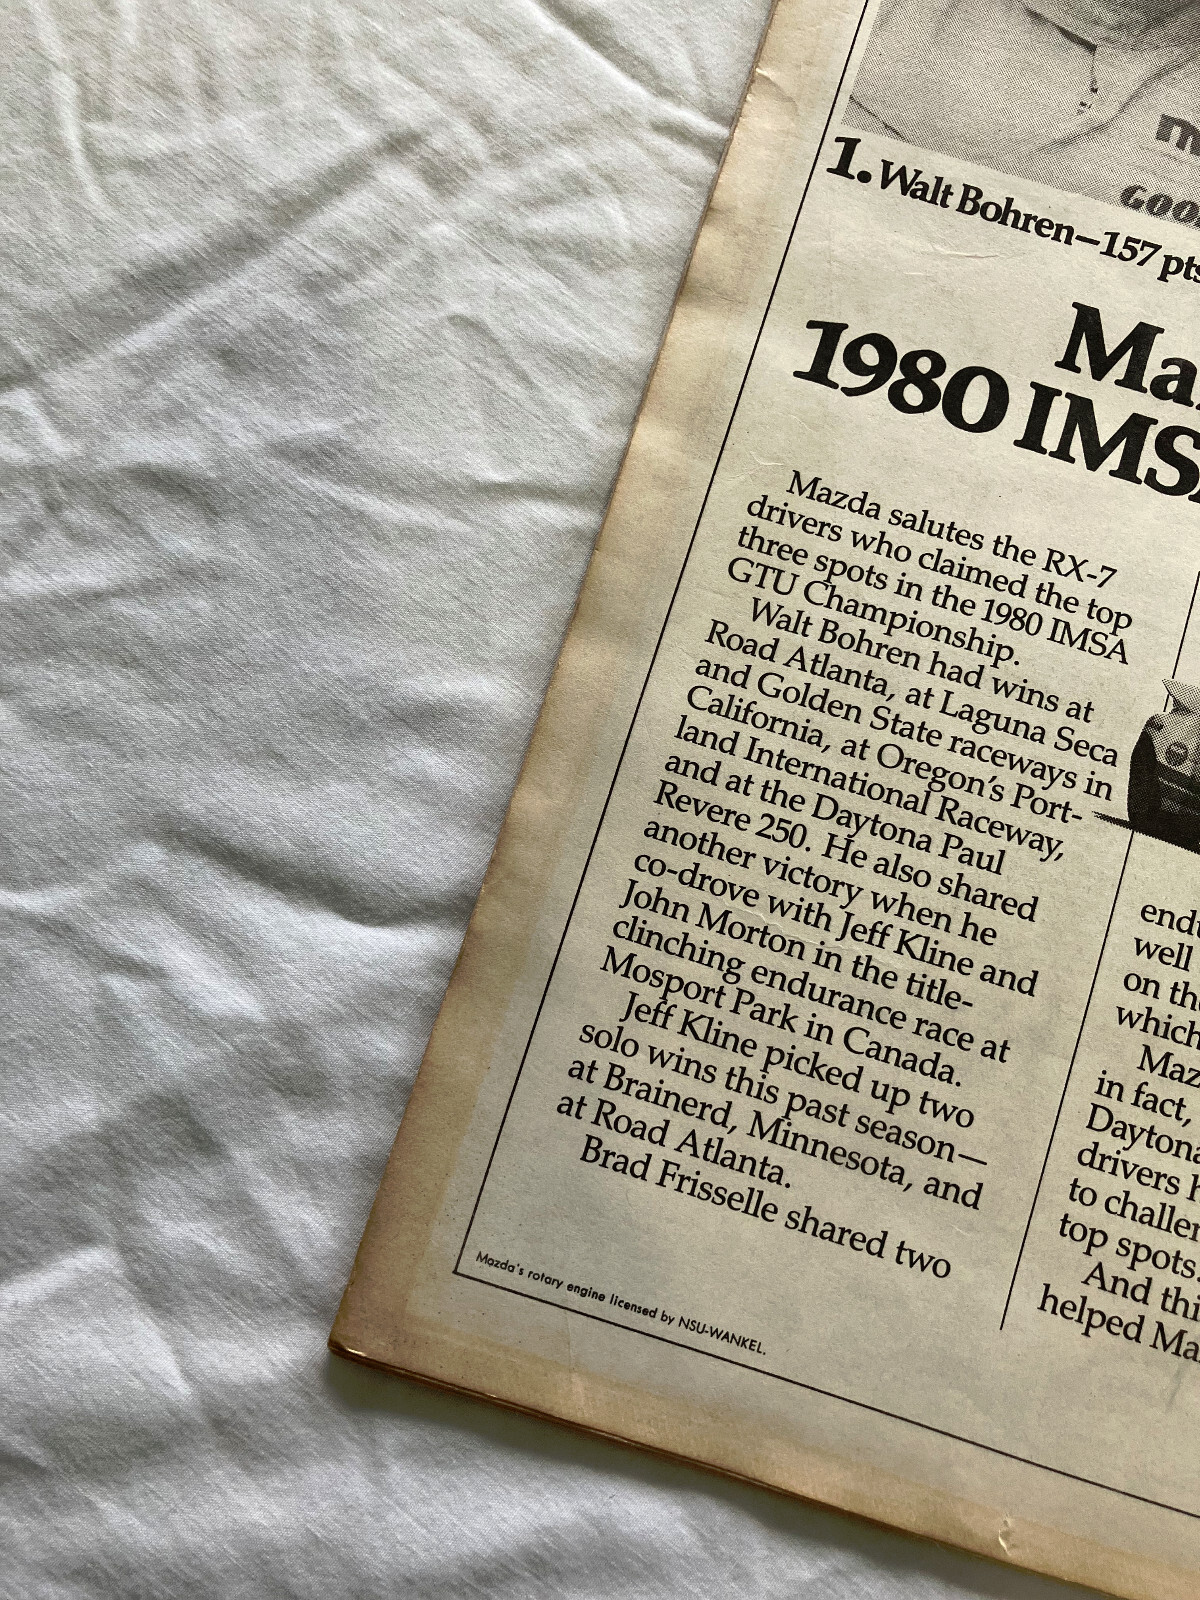 1. Walt Bohren—157 pts
1980
Mazda salutes the RX-7
drivers who claimed the top
three spots in the 1980 IMSA
GTU Championship.
Walt Bohren had wins at
Road Atlanta, at Laguna Seca
and Golden State raceways in
California, at Oregon's Port-
land International Raceway,
and at the Daytona Paul
Revere 250. He also shared
another victory when he
co-drove with Jeff Kline and
John Morton in the title-
clinching endurance race at
Mosport Park in Canada.
Jeff Kline picked up two
solo wins this past season—
at Brainerd, Minnesota, and
at Road Atlanta.
Brad Frisselle shared two
well
on
which
in fact,
drivers
to
top spots.
And
helped
Mazda's rotary engine licensed by NSU-WANKEL.